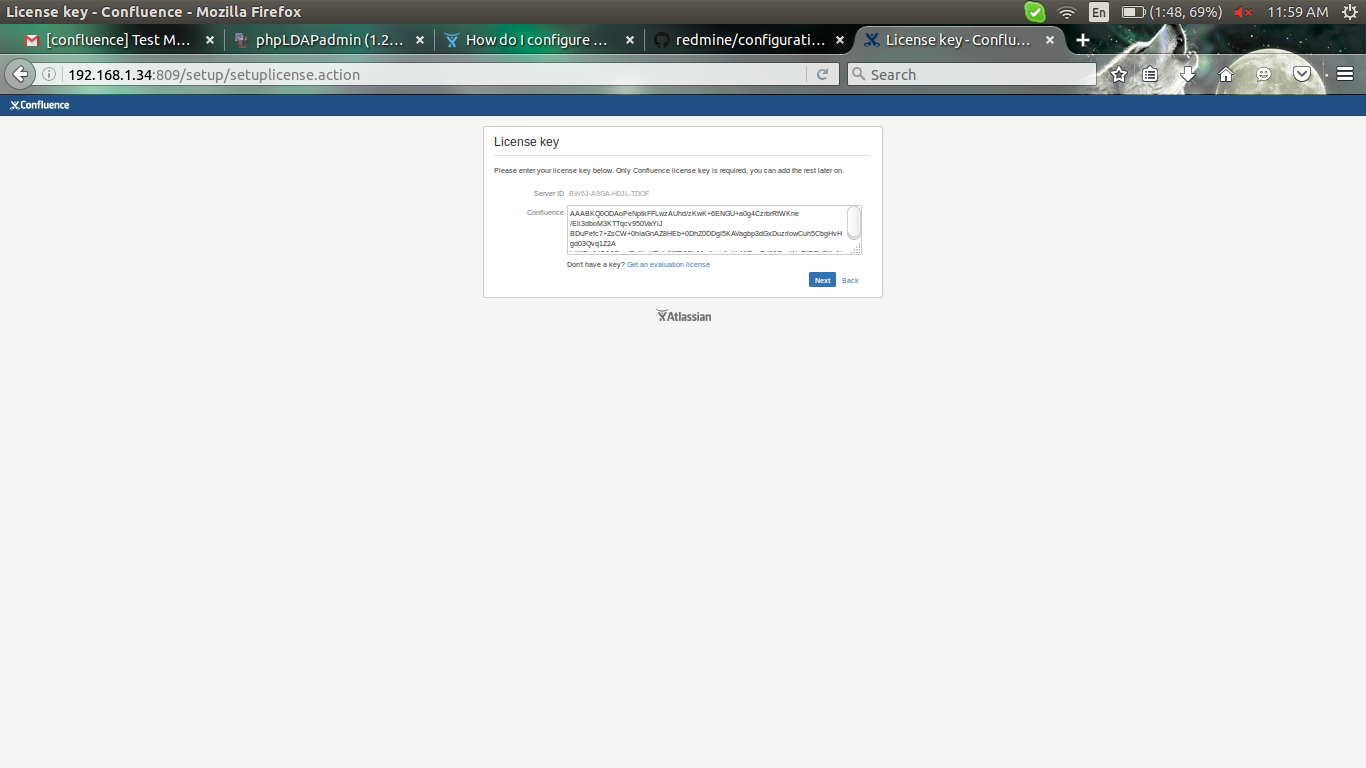 License key - Confluence - Mozilla Firefox
En (1:48, 69%) 11:59 AM
[confluence] Test M... × phpLDAPadmin (1.2... × How do I configure ... × redmine/configurati... × License key - Conflu... ×
192.168.1.34:809/setup/setuplicense.action
Search
Confluence
License key
Please enter your license key below. Only Confluence license key is required, you can add the rest later on.
Server ID BW6J-A9GA-H0JL-TDOF
Confluence
AAABKQ0ODAoPeNptkFFLwzAUhd/zKwK+6ENGU+a0g4CzrbrRtWKne
/Eli3dboM3KTTqcv950VaYiJ
BDuPefc7+ZsCW+0hIaGnAZ8HEb+0DhZ0DDgI5KAVagbp3dGxDuzrlowCuh5CbgHvH
gd03Qvq1Z2A
Don't have a key? Get an evaluation license
Next Back
Atlassian